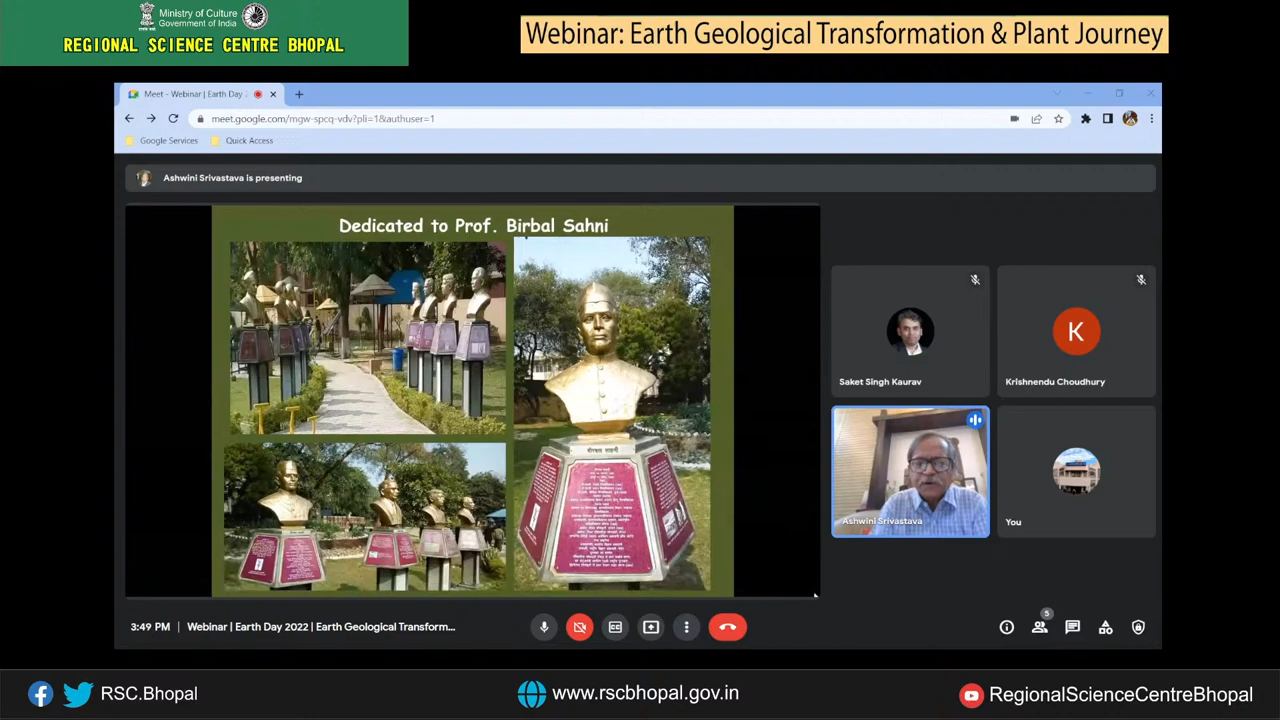 Ministry of Culture
Government of India
REGIONAL SCIENCE CENTRE BHOPAL
Webinar: Earth Geological Transformation & Plant Journey
Meet - Webinar | Earth Day
meet.google.com/mgw-spcq-vdv?pli=1&authuser=1
Google Services
Quick Access
Ashwini Srivastava is presenting
Dedicated to Prof. Birbal Sahni
बीरबल साहनी
Saket Singh Kaurav
K
Krishnendu Choudhury
Ashwini Srivastava
You
3:49 PM | Webinar | Earth Day 2022 | Earth Geological Transform...
5
RSC.Bhopal
www.rscbhopal.gov.in
RegionalScienceCentreBhopal